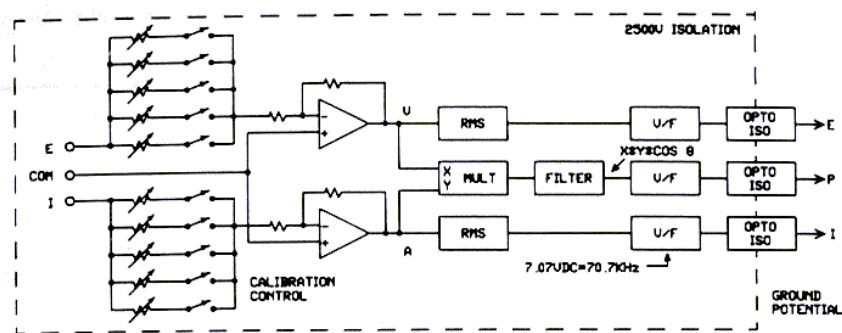 2500V ISOLATION
V
RMS
V/F
OPTO
ISO
E
E
X*Y*COS θ
COM
X
Y
MULT
FILTER
V/F
OPTO
ISO
P
I
A
RMS
V/F
OPTO
ISO
I
7.07VDC=70.7KHz
CALIBRATION
CONTROL
GROUND
POTENTIAL
-
+
-
+